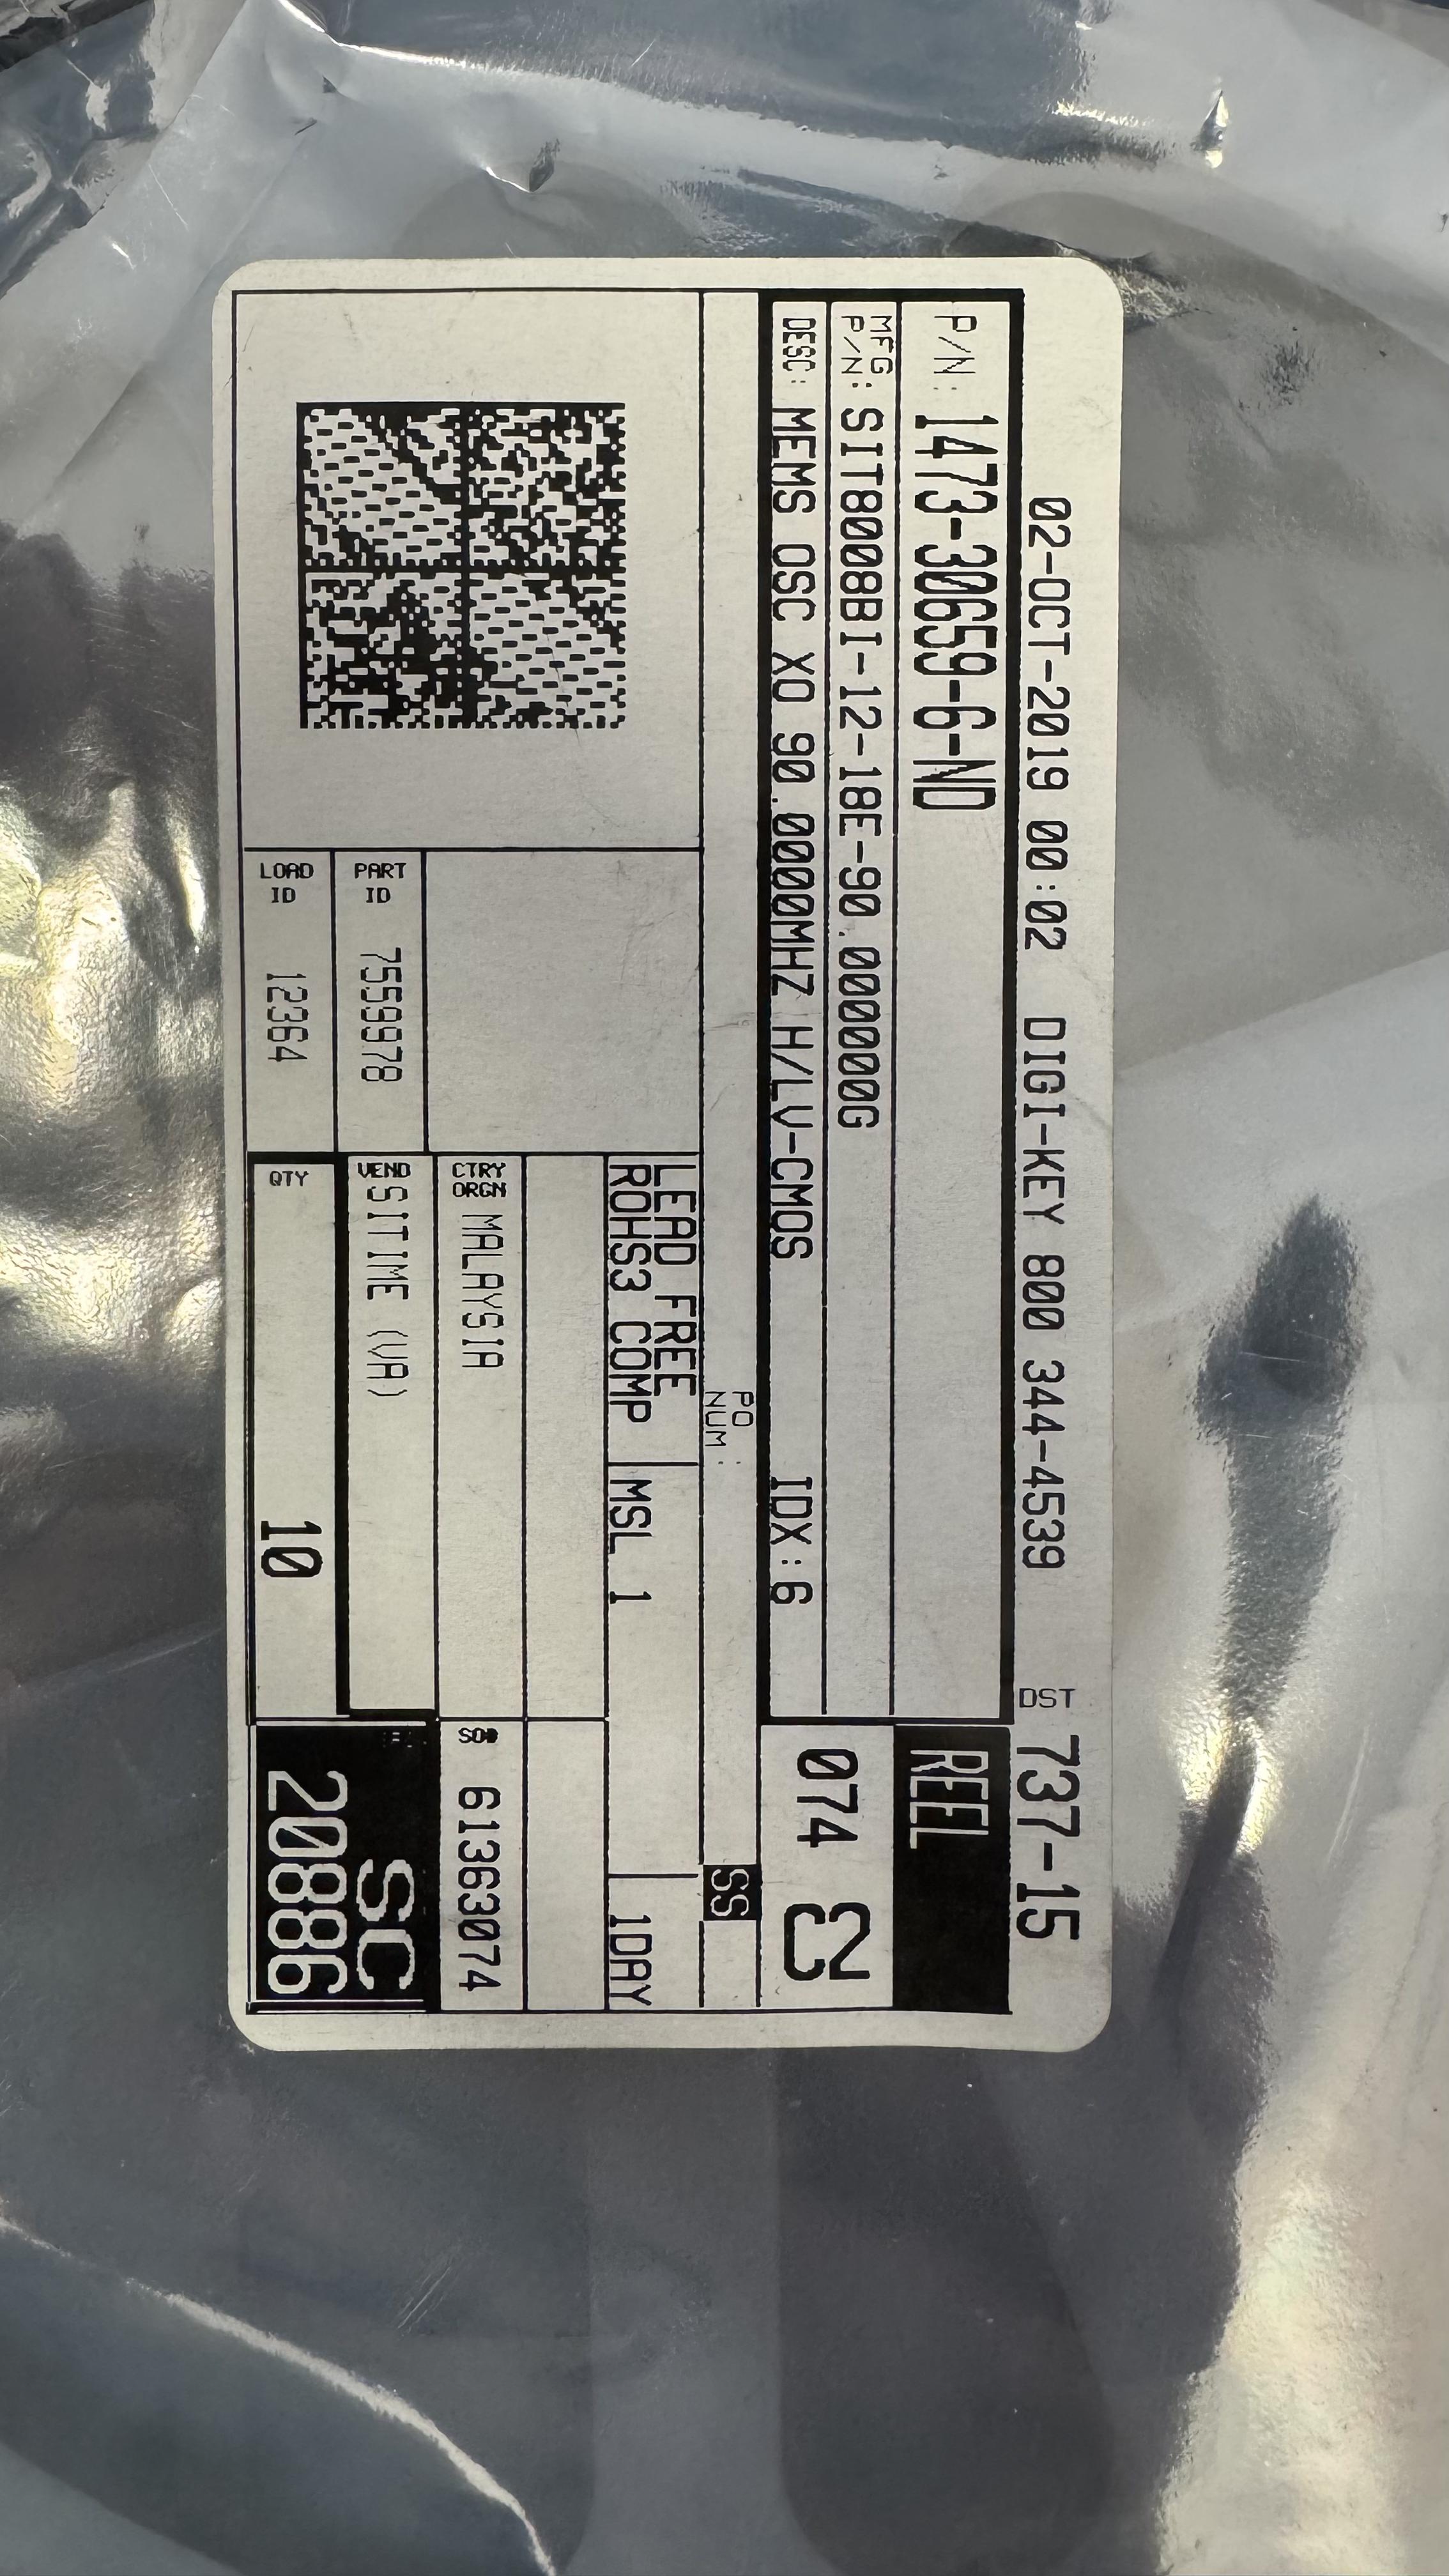 02-OCT-2019 00:02 DIGI-KEY 800 344-4539 DST 737-15
P/N: 1473-30659-6-ND
REEL
MFG
P/N: SIT8008BI-12-18E-90.000000G
DESC: MEMS OSC XO 90.0000MHZ H/LV-CMOS IDX:6
074 C2
PO
NUM:
SS
LEAD FREE
ROHS3 COMP
MSL 1
1DAY
CTRY
ORGN MALAYSIA
SO# 61363074
PART
ID 7559978
VEND SITIME (VA)
LOAD
ID 12364
QTY 10
SC
20886